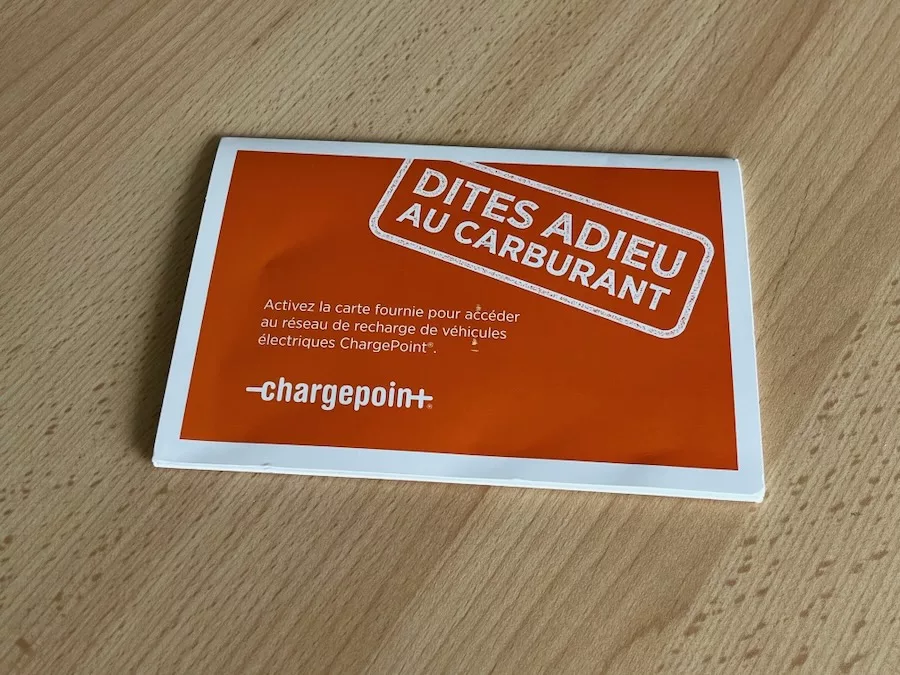 DITES ADIEU
AU CARBURANT
Activez la carte fournie pour accéder
au réseau de recharge de véhicules
électriques ChargePoint®.
chargepoin+®